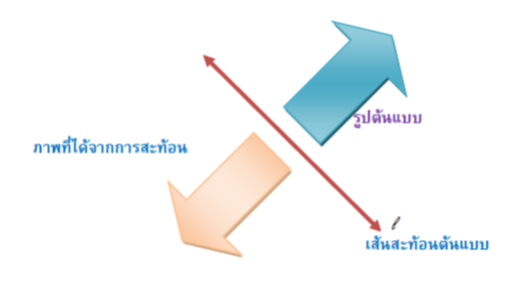 รูปต้นแบบ
ภาพที่ได้จากการสะท้อน
ℓ
เส้นสะท้อนต้นแบบ